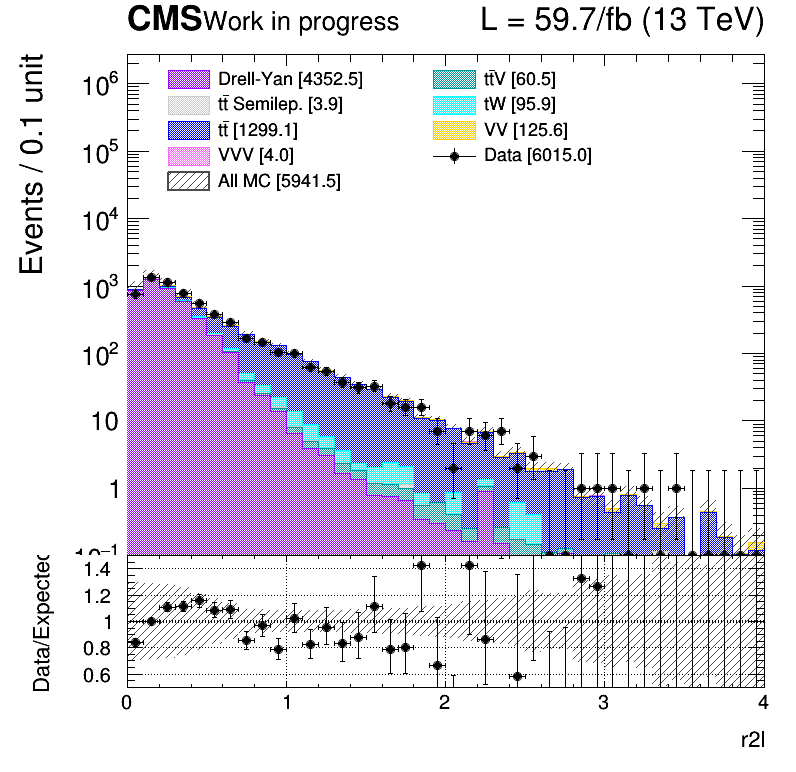 CMS Work in progress L = 59.7/fb (13 TeV)
Events / 0.1 unit
Drell-Yan [4352.5] tt̄V [60.5]
tt̄ Semilep. [3.9] tW [95.9]
tt̄ [1299.1] VV [125.6]
VVV [4.0] Data [6015.0]
All MC [5941.5]
10⁶
10⁵
10⁴
10³
10²
10
1
10⁻¹
Data/Expected
1.4
1.2
1
0.8
0.6
0 1 2 3 4
r2l